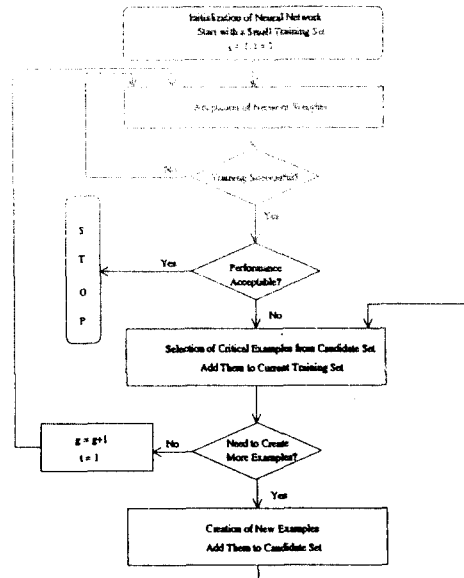 Initialization of Neural Network
Start with a Small Training Set
Adaptation of Network Weights
No
Training Successful?
Yes
S
T
O
P
Yes
Performance
Acceptable?
No
Selection of Critical Examples from Candidate Set
Add Them to Current Training Set
g = g+1
t = 1
No
Need to Create
More Examples?
Yes
Creation of New Examples
Add Them to Candidate Set